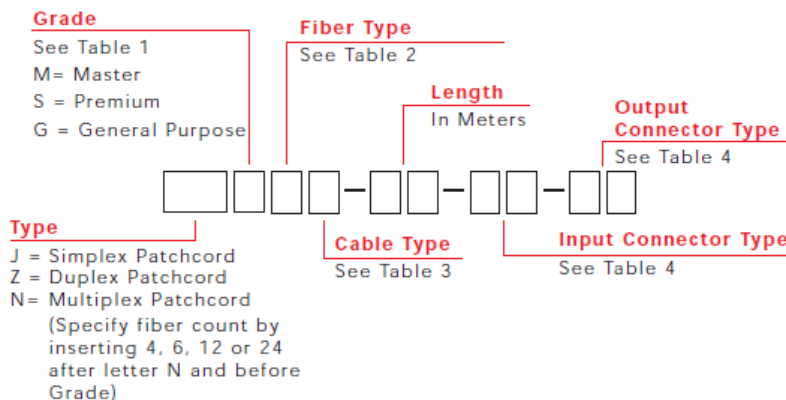 Grade
See Table 1
M= Master
S = Premium
G = General Purpose
Fiber Type
See Table 2
Length
In Meters
Output
Connector Type
See Table 4
Type
J = Simplex Patchcord
Z = Duplex Patchcord
N= Multiplex Patchcord
(Specify fiber count by
inserting 4, 6, 12 or 24
after letter N and before
Grade)
Cable Type
See Table 3
Input Connector Type
See Table 4